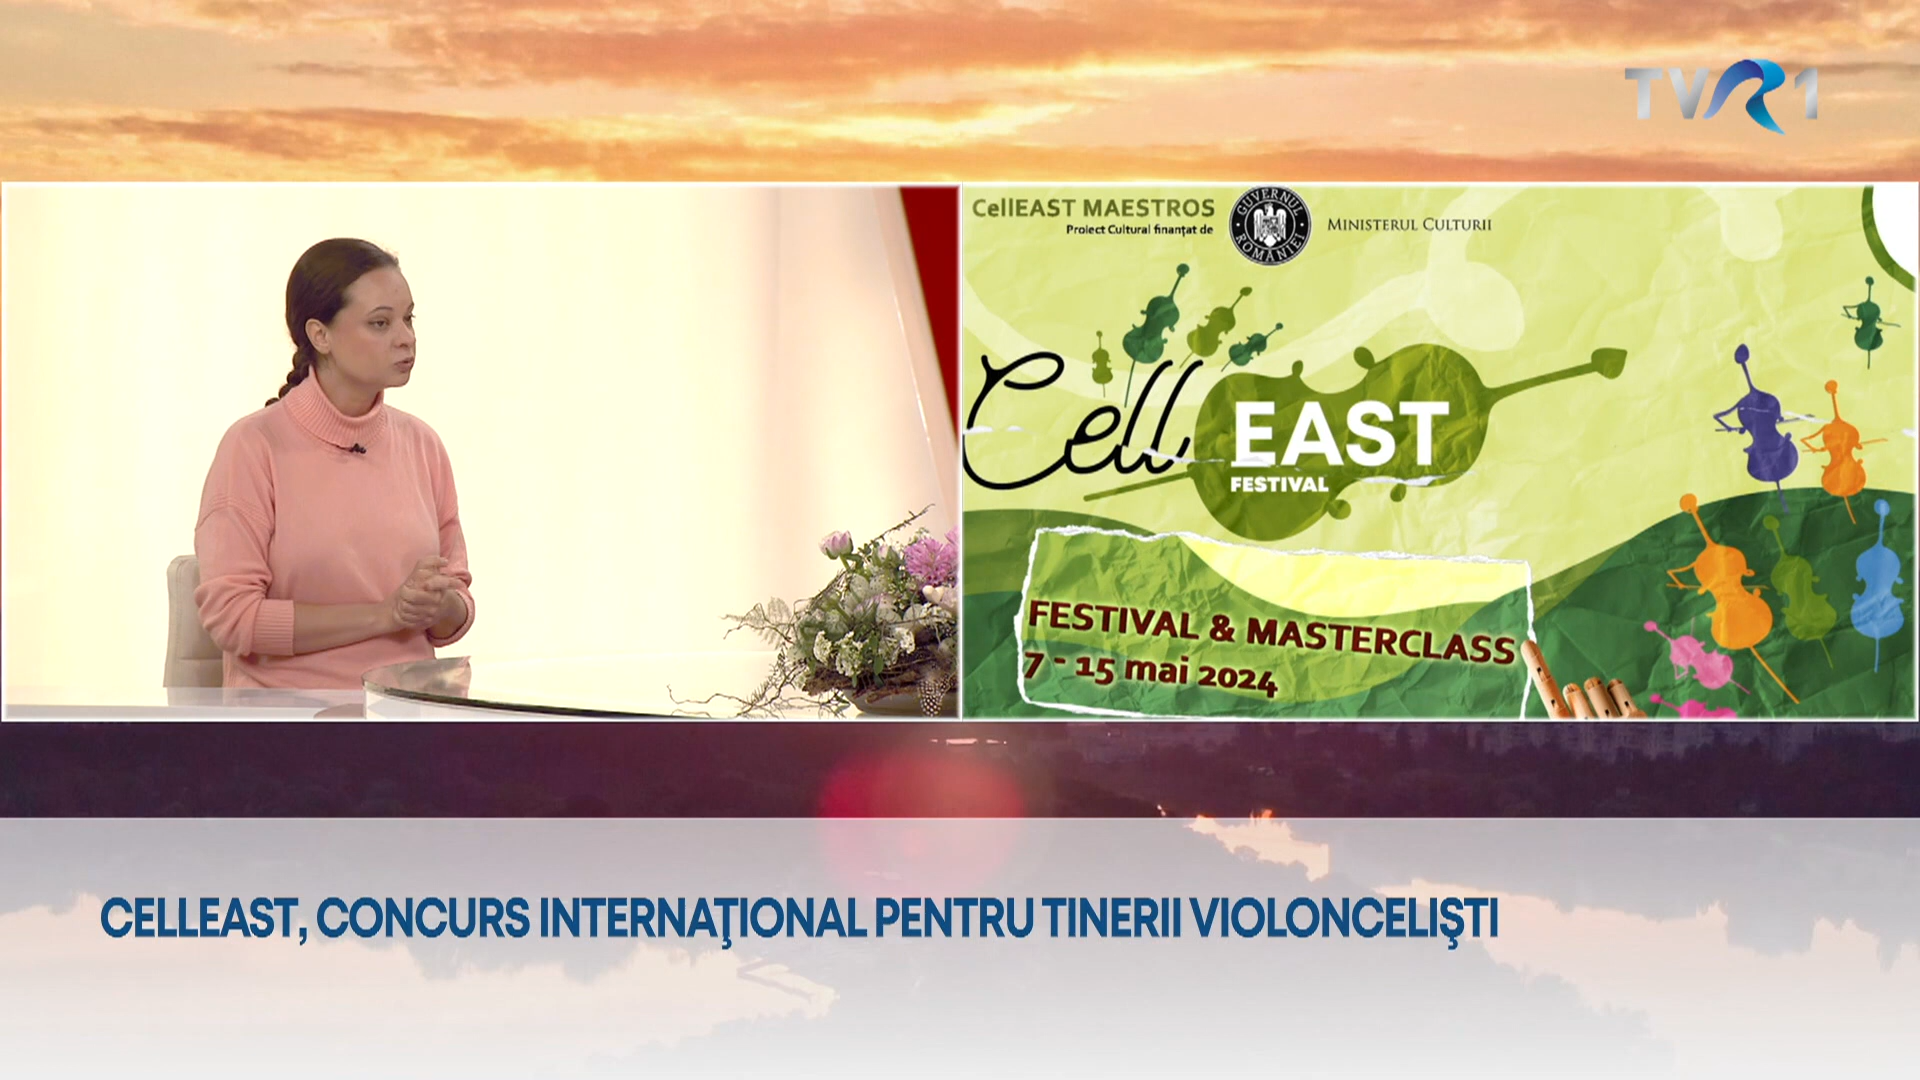 TVR1
CellEAST MAESTROS
Proiect Cultural finanțat de
GUVERNUL ROMÂNIEI
MINISTERUL CULTURII
Cell EAST
FESTIVAL
FESTIVAL & MASTERCLASS
7 - 15 mai 2024
CELLEAST, CONCURS INTERNAŢIONAL PENTRU TINERII VIOLONCELIŞTI